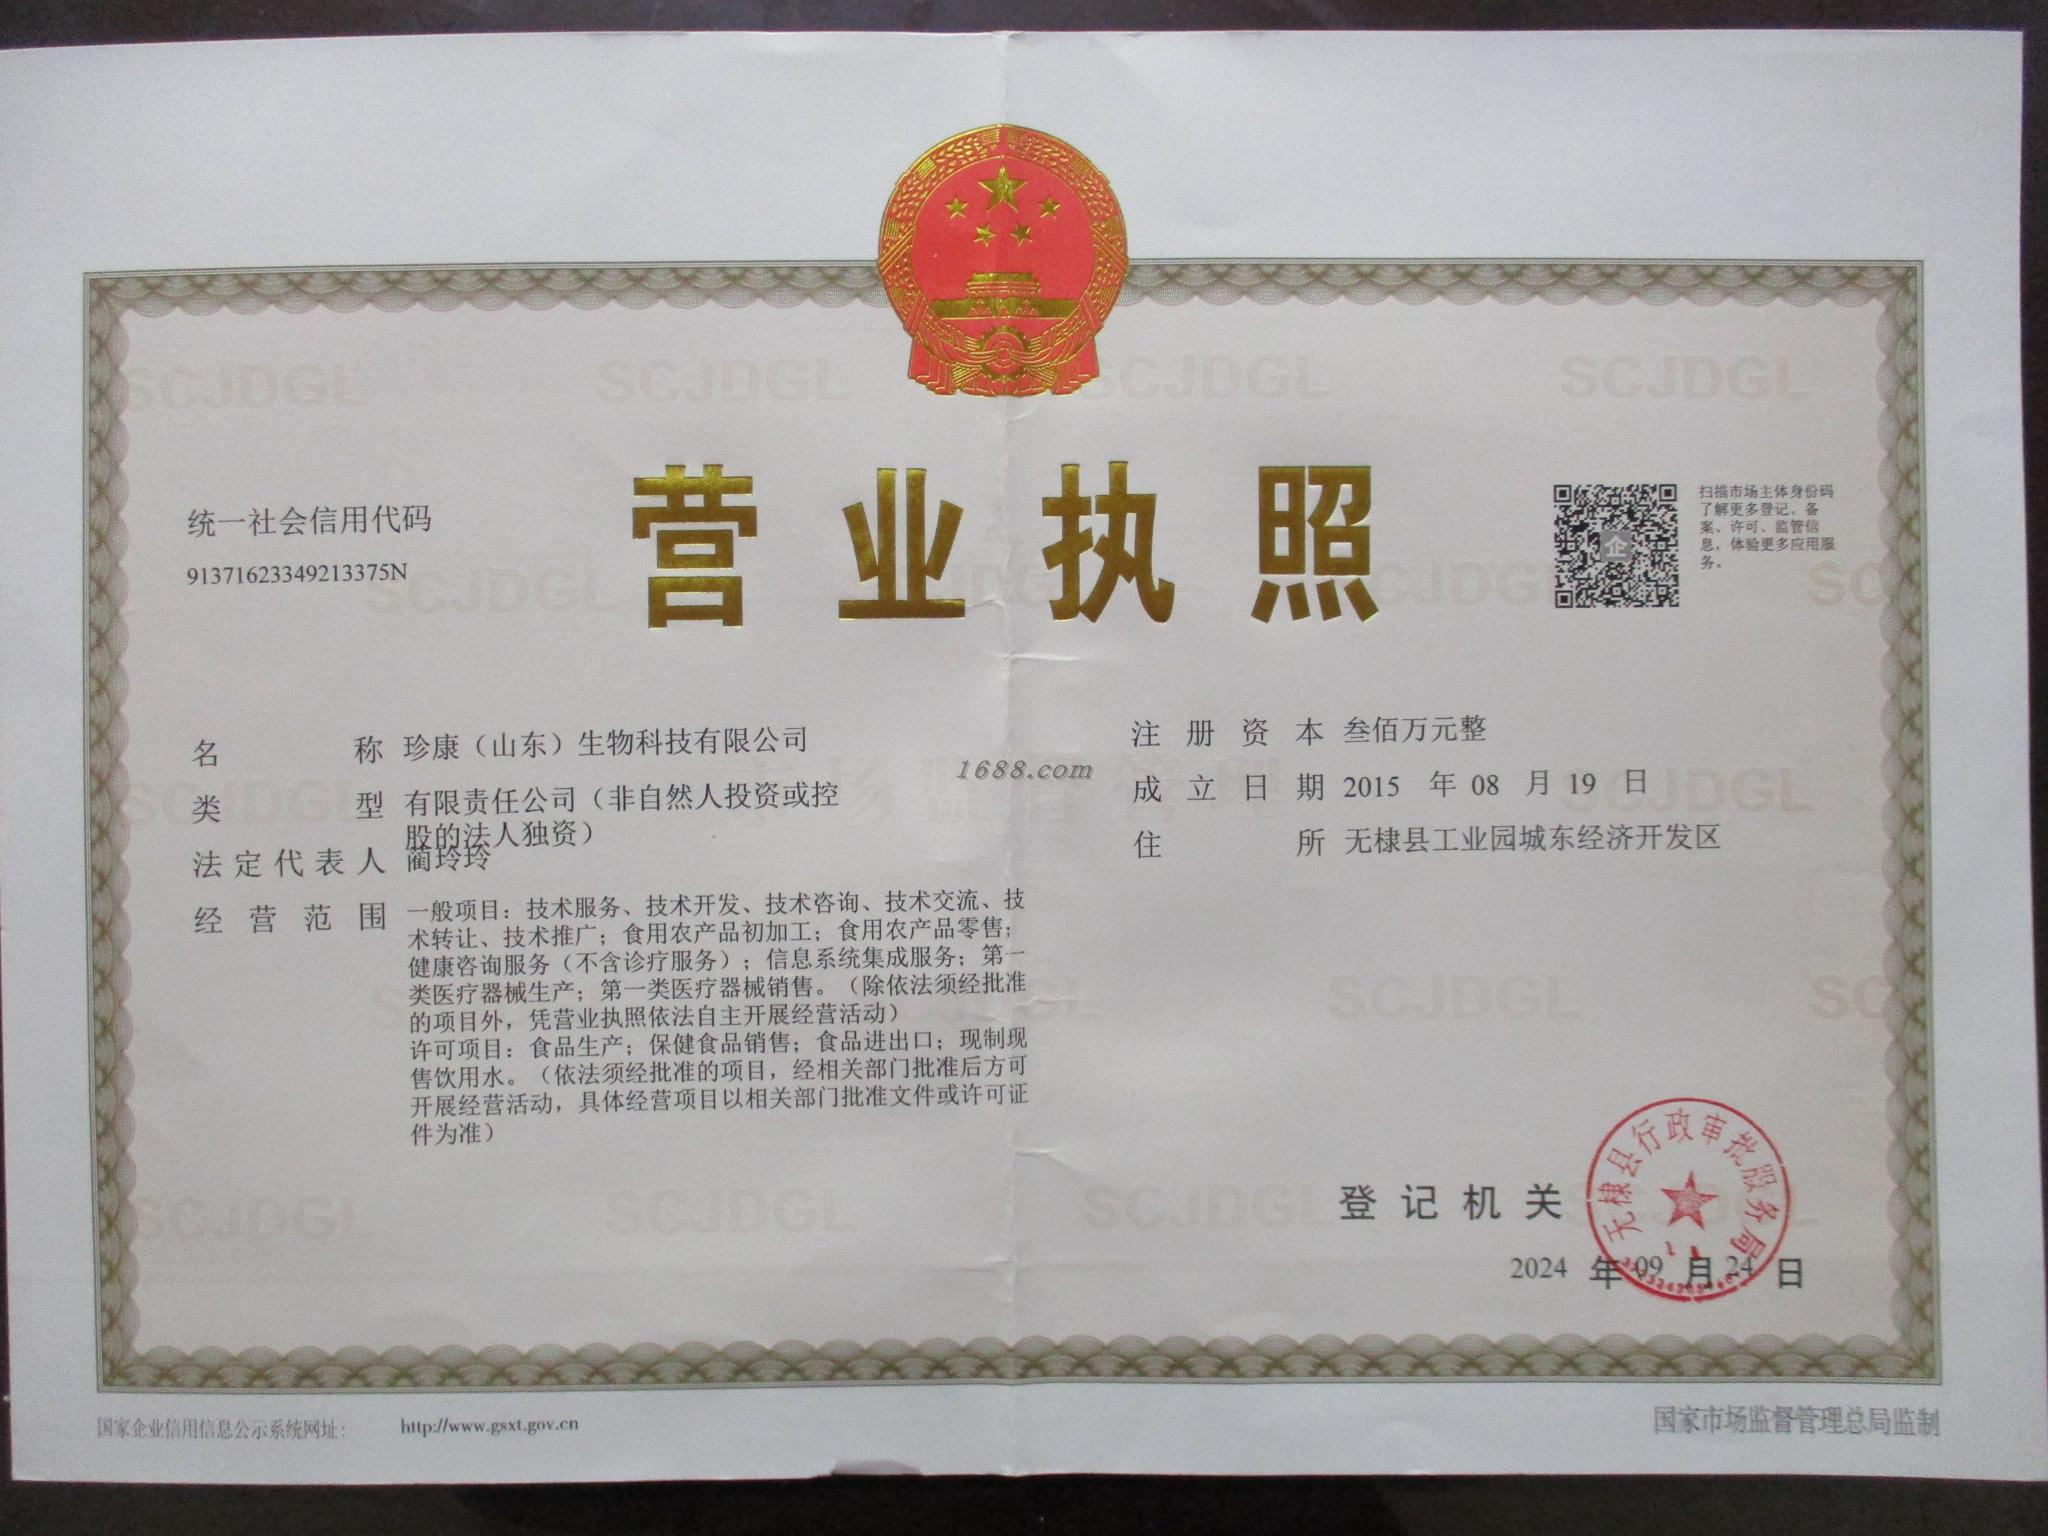 营业执照
统一社会信用代码
91371623349213375N
扫描市场主体身份码
了解更多登记、备
案、许可、监管信
息，体验更多应用服
务。
企
名称 珍康（山东）生物科技有限公司
类型 有限责任公司（非自然人投资或控
股的法人独资）
法定代表人 蔺玲玲
经营范围 一般项目：技术服务、技术开发、技术咨询、技术交流、技
术转让、技术推广；食用农产品初加工；食用农产品零售；
健康咨询服务（不含诊疗服务）；信息系统集成服务；第一
类医疗器械生产；第一类医疗器械销售。（除依法须经批准
的项目外，凭营业执照依法自主开展经营活动）
许可项目：食品生产；保健食品销售；食品进出口；现制现
售饮用水。（依法须经批准的项目，经相关部门批准后方可
开展经营活动，具体经营项目以相关部门批准文件或许可证
件为准）
1688.com
注册资本 叁佰万元整
成立日期 2015 年 08 月 19 日
住所 无棣县工业园城东经济开发区
登记机关
无棣县行政审批服务局
2024 年 09 月 24 日
国家企业信用信息公示系统网址： http://www.gsxt.gov.cn
国家市场监督管理总局监制
SCJDGL